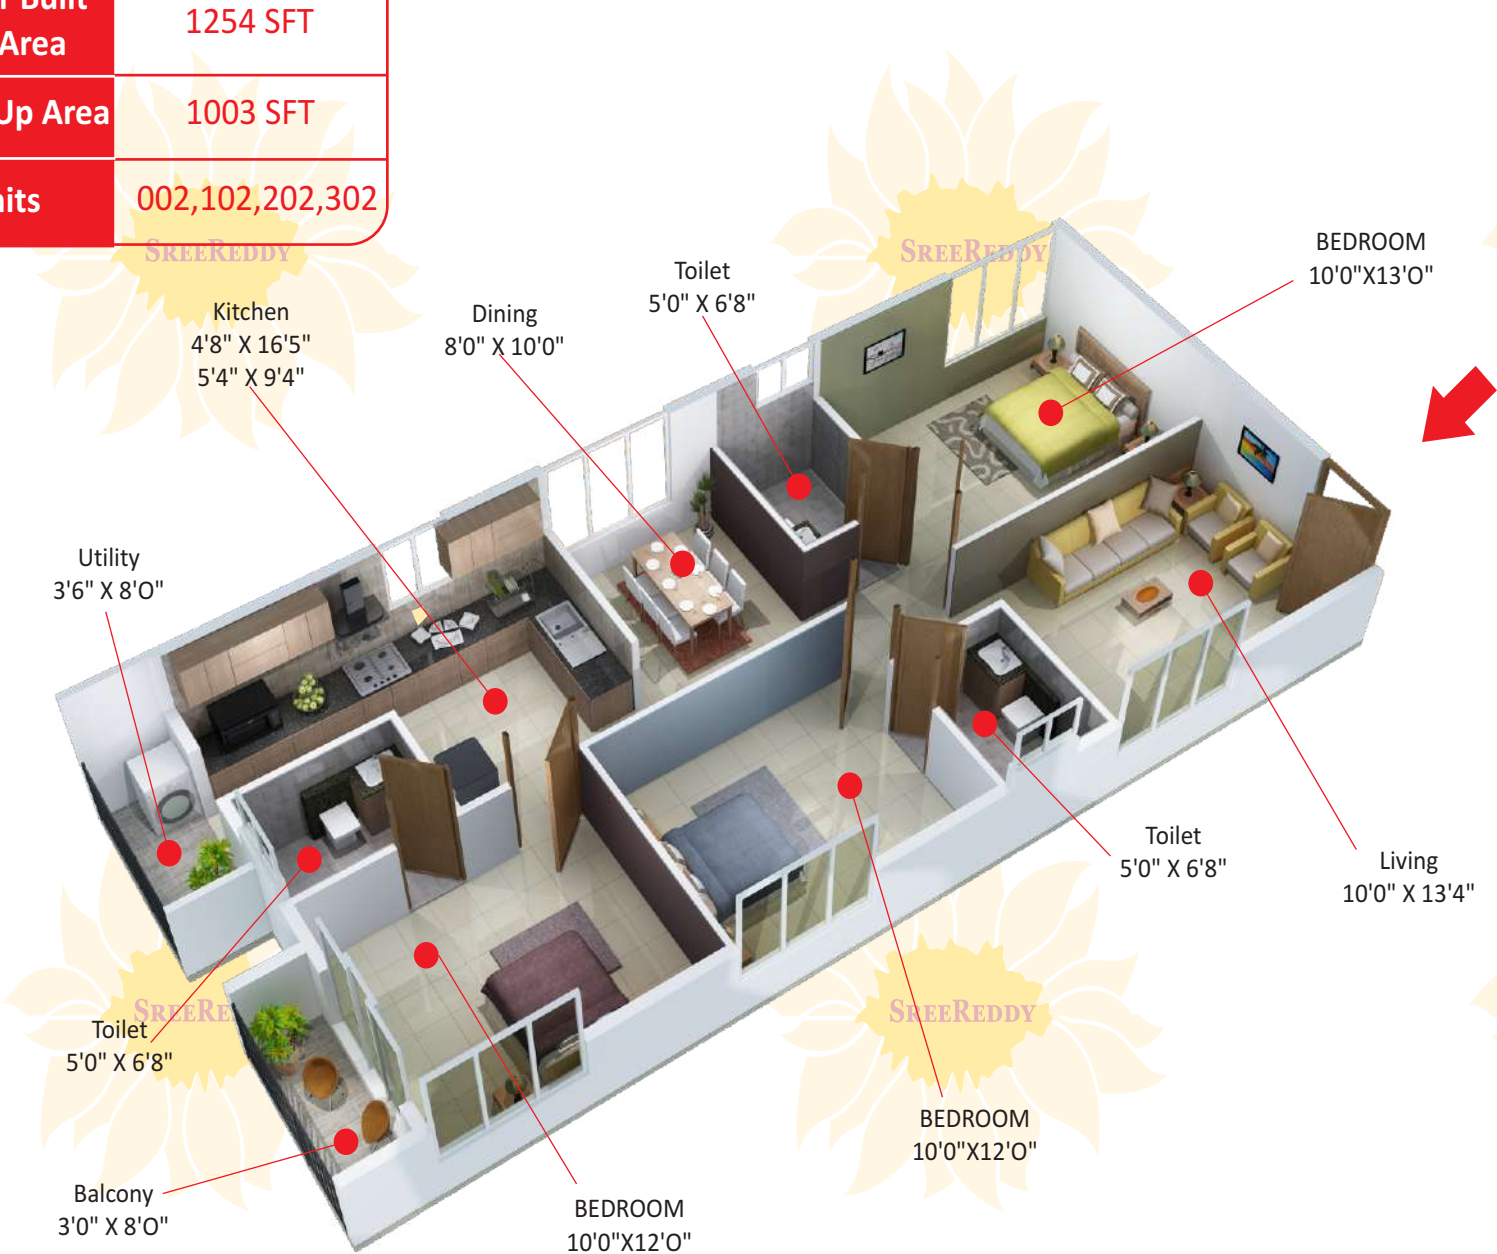 Built
Area
1254 SFT
Up Area
1003 SFT
002,102,202,302
SREEREDDY
SREEREDDY
BEDROOM
10'0"X13'O"
Toilet
5'0" X 6'8"
Kitchen
4'8" X 16'5"
5'4" X 9'4"
Dining
8'0" X 10'0"
Utility
3'6" X 8'O"
Toilet
5'0" X 6'8"
Living
10'0" X 13'4"
SREERE
SREEREDDY
Toilet
5'0" X 6'8"
BEDROOM
10'0"X12'O"
Balcony
3'0" X 8'O"
BEDROOM
10'0"X12'O"